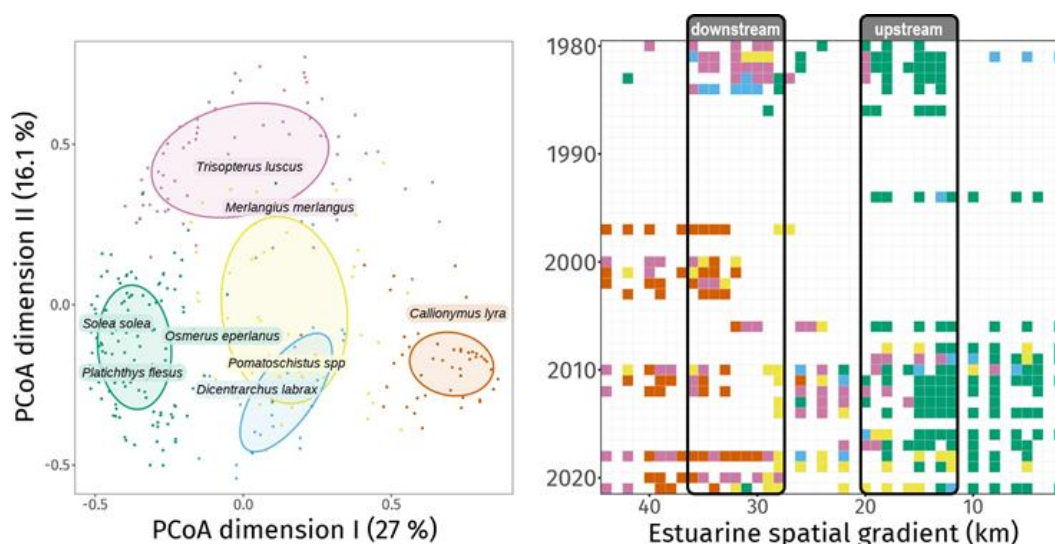 PCoA dimension II (16.1 %)
0.5
0.0
-0.5
Trisopterus luscus
Merlangius merlangus
Callionymus lyra
Solea solea
Osmerus eperlanus
Pomatoschistus spp
Platichthys flesus
Dicentrarchus labrax
-0.5
0.0
0.5
PCoA dimension I (27 %)
downstream
upstream
1980
1990
2000
2010
2020
40
30
20
10
Estuarine spatial gradient (km)